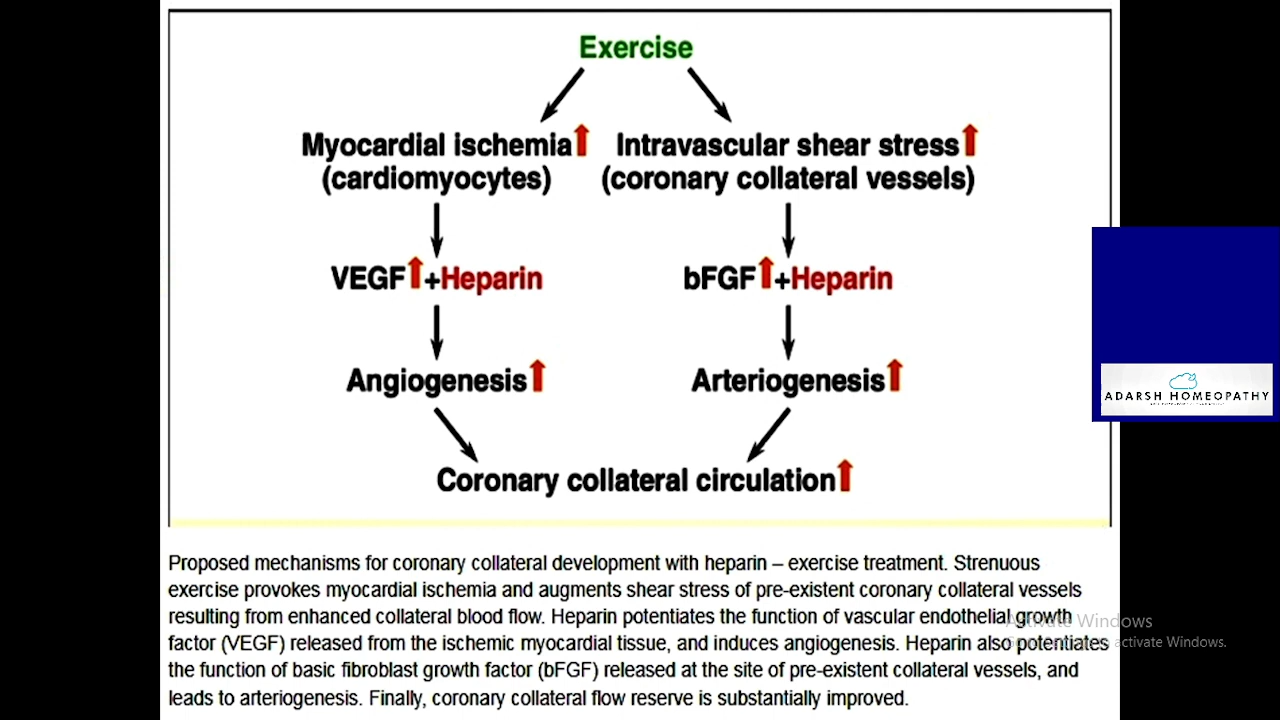 Exercise
Myocardial ischemia Intravascular shear stress
(cardiomyocytes) (coronary collateral vessels)
VEGF +Heparin bFGF +Heparin
Angiogenesis Arteriogenesis
Coronary collateral circulation
Proposed mechanisms for coronary collateral development with heparin – exercise treatment. Strenuous
exercise provokes myocardial ischemia and augments shear stress of pre-existent coronary collateral vessels
resulting from enhanced collateral blood flow. Heparin potentiates the function of vascular endothelial growth
factor (VEGF) released from the ischemic myocardial tissue, and induces angiogenesis. Heparin also potentiates
the function of basic fibroblast growth factor (bFGF) released at the site of pre-existent collateral vessels, and
leads to arteriogenesis. Finally, coronary collateral flow reserve is substantially improved.
ADARSH HOMEOPATHY
Activate Windows
activate Windows.